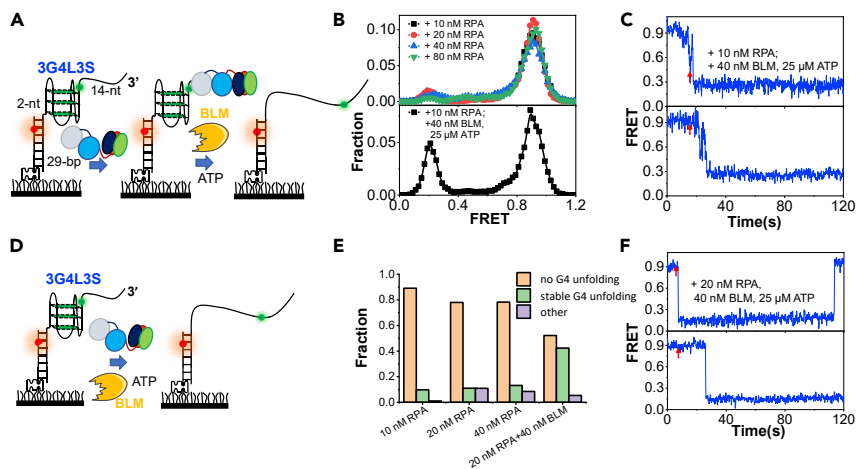 A
3G4L3S
3'
2-nt
14-nt
BLM
29-bp
ATP
B
+ 10 nM RPA
+ 20 nM RPA
+ 40 nM RPA
+ 80 nM RPA
0.10
0.05
0.00
+10 nM RPA;
+40 nM BLM,
25 µM ATP
0.05
0.00
Fraction
Fraction
0.0 0.4 0.8 1.2
FRET
C
+ 10 nM RPA;
+ 40 nM BLM, 25 µM ATP
0.9
0.6
0.3
0.9
0.6
0.3
0.0
FRET
FRET
0 40 80 120
Time(s)
D
3G4L3S
3'
ATP
BLM
E
no G4 unfolding
stable G4 unfolding
other
1.0
0.8
0.6
0.4
0.2
0.0
Fraction
10 nM RPA
20 nM RPA
40 nM RPA
20 nM RPA+40 nM BLM
F
+ 20 nM RPA,
40 nM BLM, 25 µM ATP
0.9
0.6
0.3
0.0
0.9
0.6
0.3
0.0
FRET
0 40 80 120
Time(s)